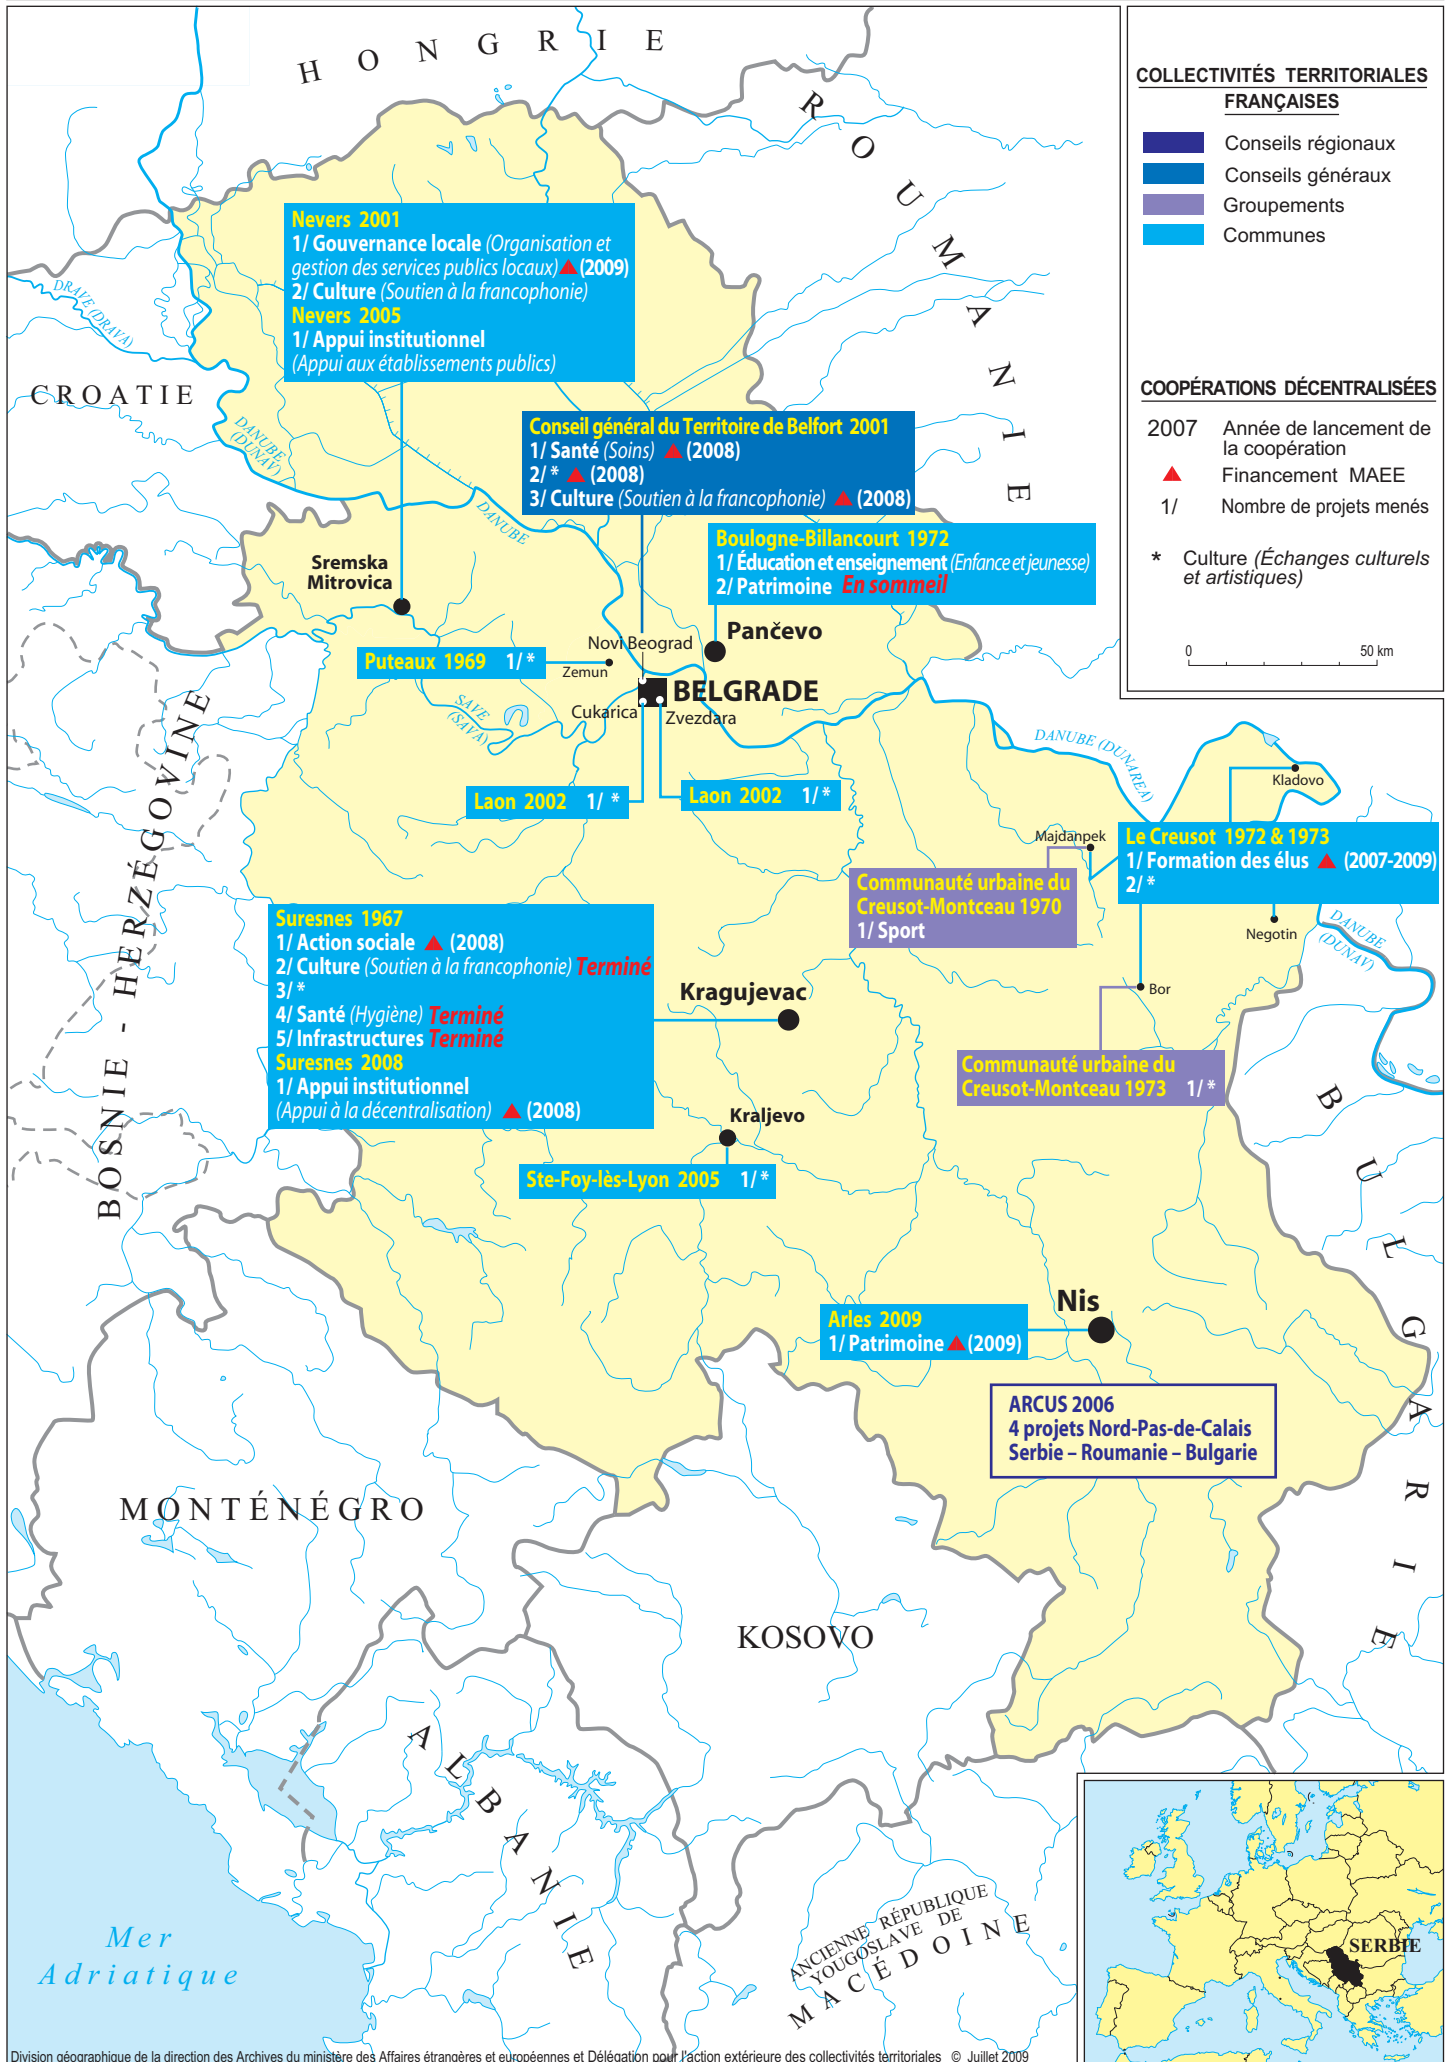 HONGRIE
ROUMANIE
CROATIE
DRAVE (DRAVA)
DANUBE
(DUNAV)
Nevers 2001
1/ Gouvernance locale (Organisation et
gestion des services publics locaux) ▲ (2009)
2/ Culture (Soutien à la francophonie)
Nevers 2005
1/ Appui institutionnel
(Appui aux établissements publics)
Conseil général du Territoire de Belfort 2001
1/ Santé (Soins) ▲ (2008)
2/ * ▲ (2008)
3/ Culture (Soutien à la francophonie) ▲ (2008)
DANUBE
Boulogne-Billancourt 1972
1/ Éducation et enseignement (Enfance et jeunesse)
2/ Patrimoine En sommeil
Sremska
Mitrovica
Pančevo
Novi Beograd
Puteaux 1969 1/ *
Zemun
BELGRADE
Cukarica
Zvezdara
SAVE
(SAVA)
Laon 2002 1/ *
Laon 2002 1/ *
DANUBE (DUNAREA)
Kladovo
Majdanpek
Le Creusot 1972 & 1973
1/ Formation des élus ▲ (2007-2009)
2/ *
Communauté urbaine du
Creusot-Montceau 1970
1/ Sport
Negotin
DANUBE
(DUNAV)
Bor
Communauté urbaine du
Creusot-Montceau 1973 1/ *
BOSNIE - HERZÉGOVINE
Suresnes 1967
1/ Action sociale ▲ (2008)
2/ Culture (Soutien à la francophonie) Terminé
3/ *
4/ Santé (Hygiène) Terminé
5/ Infrastructures Terminé
Suresnes 2008
1/ Appui institutionnel
(Appui à la décentralisation) ▲ (2008)
Kragujevac
Kraljevo
Ste-Foy-lès-Lyon 2005 1/ *
BULGARIE
Arles 2009
1/ Patrimoine ▲ (2009)
Nis
ARCUS 2006
4 projets Nord-Pas-de-Calais
Serbie – Roumanie – Bulgarie
MONTÉNÉGRO
KOSOVO
ALBANIE
ANCIENNE RÉPUBLIQUE
YOUGOSLAVE DE
MACÉDOINE
Mer
Adriatique
COLLECTIVITÉS TERRITORIALES
FRANÇAISES
Conseils régionaux
Conseils généraux
Groupements
Communes
COOPÉRATIONS DÉCENTRALISÉES
2007 Année de lancement de
la coopération
▲ Financement MAEE
1/ Nombre de projets menés
* Culture (Échanges culturels
et artistiques)
0 50 km
SERBIE
Division géographique de la direction des Archives du ministère des Affaires étrangères et européennes et Délégation pour l'action extérieure des collectivités territoriales © Juillet 2009